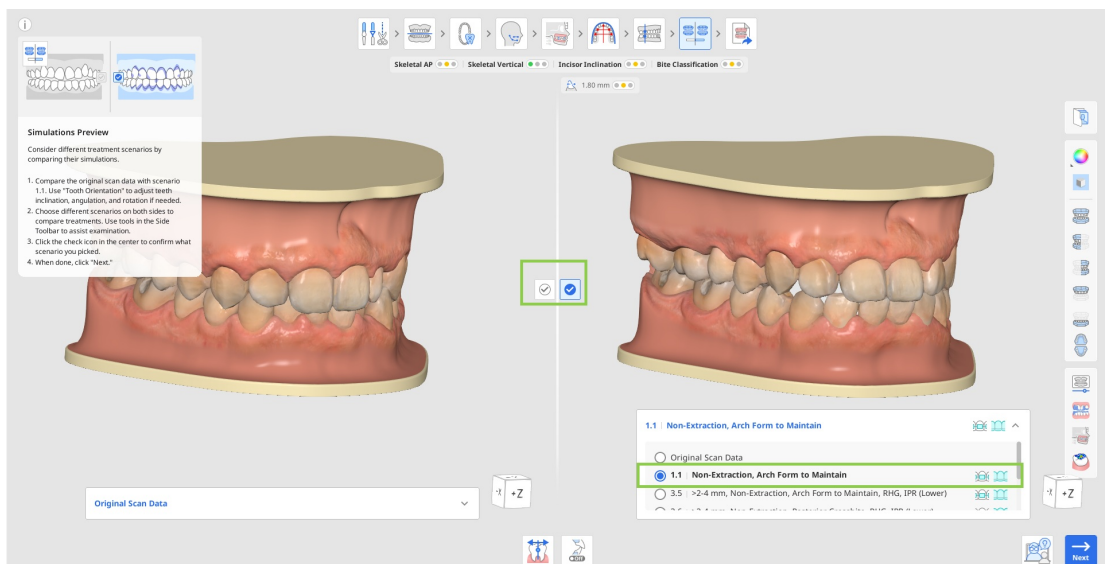 Skeletal AP Skeletal Vertical Incisor Inclination Bite Classification
1.80 mm
Simulations Preview
Consider different treatment scenarios by
comparing their simulations.
1. Compare the original scan data with scenario
1.1. Use "Tooth Orientation" to adjust teeth
inclination, angulation, and rotation if needed.
2. Choose different scenarios on both sides to
compare treatments. Use tools in the Side
Toolbar to assist examination.
3. Click the check icon in the center to confirm what
scenario you picked.
4. When done, click "Next."
1.1 | Non-Extraction, Arch Form to Maintain
Original Scan Data
1.1 | Non-Extraction, Arch Form to Maintain
3.5 | >2-4 mm, Non-Extraction, Arch Form to Maintain, RHG, IPR (Lower)
Original Scan Data
+Z
+Z
OFF
Next